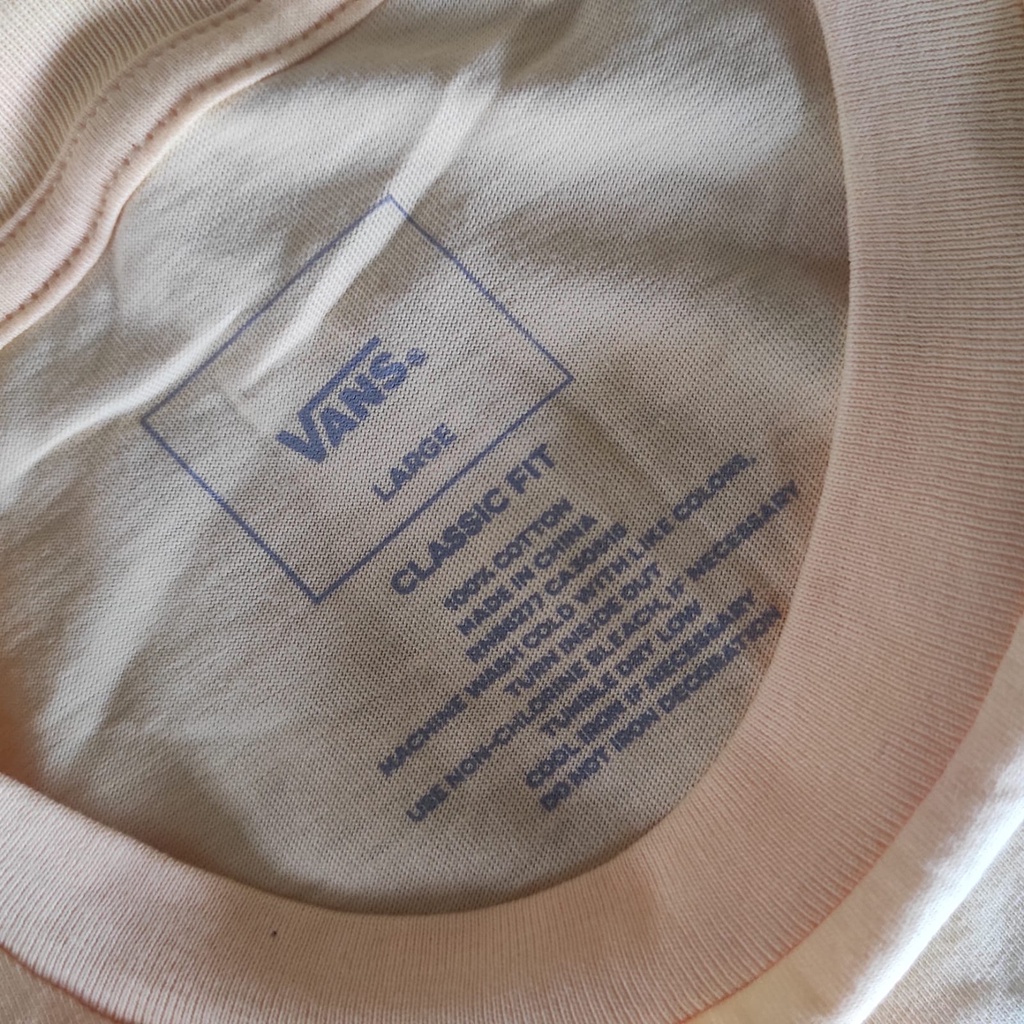 VANS®
LARGE
CLASSIC FIT
100% COTTON
MADE IN CHINA
CA30516
MACHINE WASH COLD WITH LIKE COLORS,
TURN INSIDE OUT
USE NON-CHLORINE BLEACH, IF NECESSARY
TUMBLE DRY LOW
COOL IRON IF NECESSARY
DO NOT IRON DECORATION